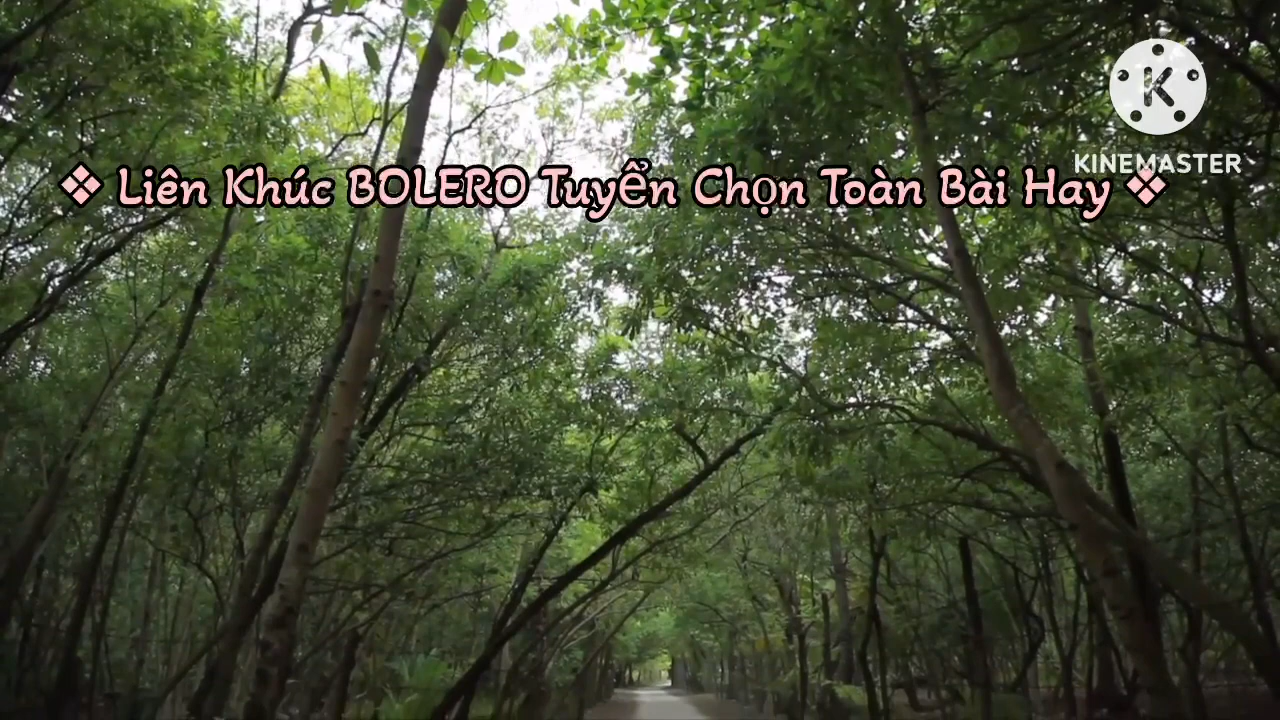 K
KINEMASTER
❖ Liên Khúc BOLERO Tuyển Chọn Toàn Bài Hay ❖